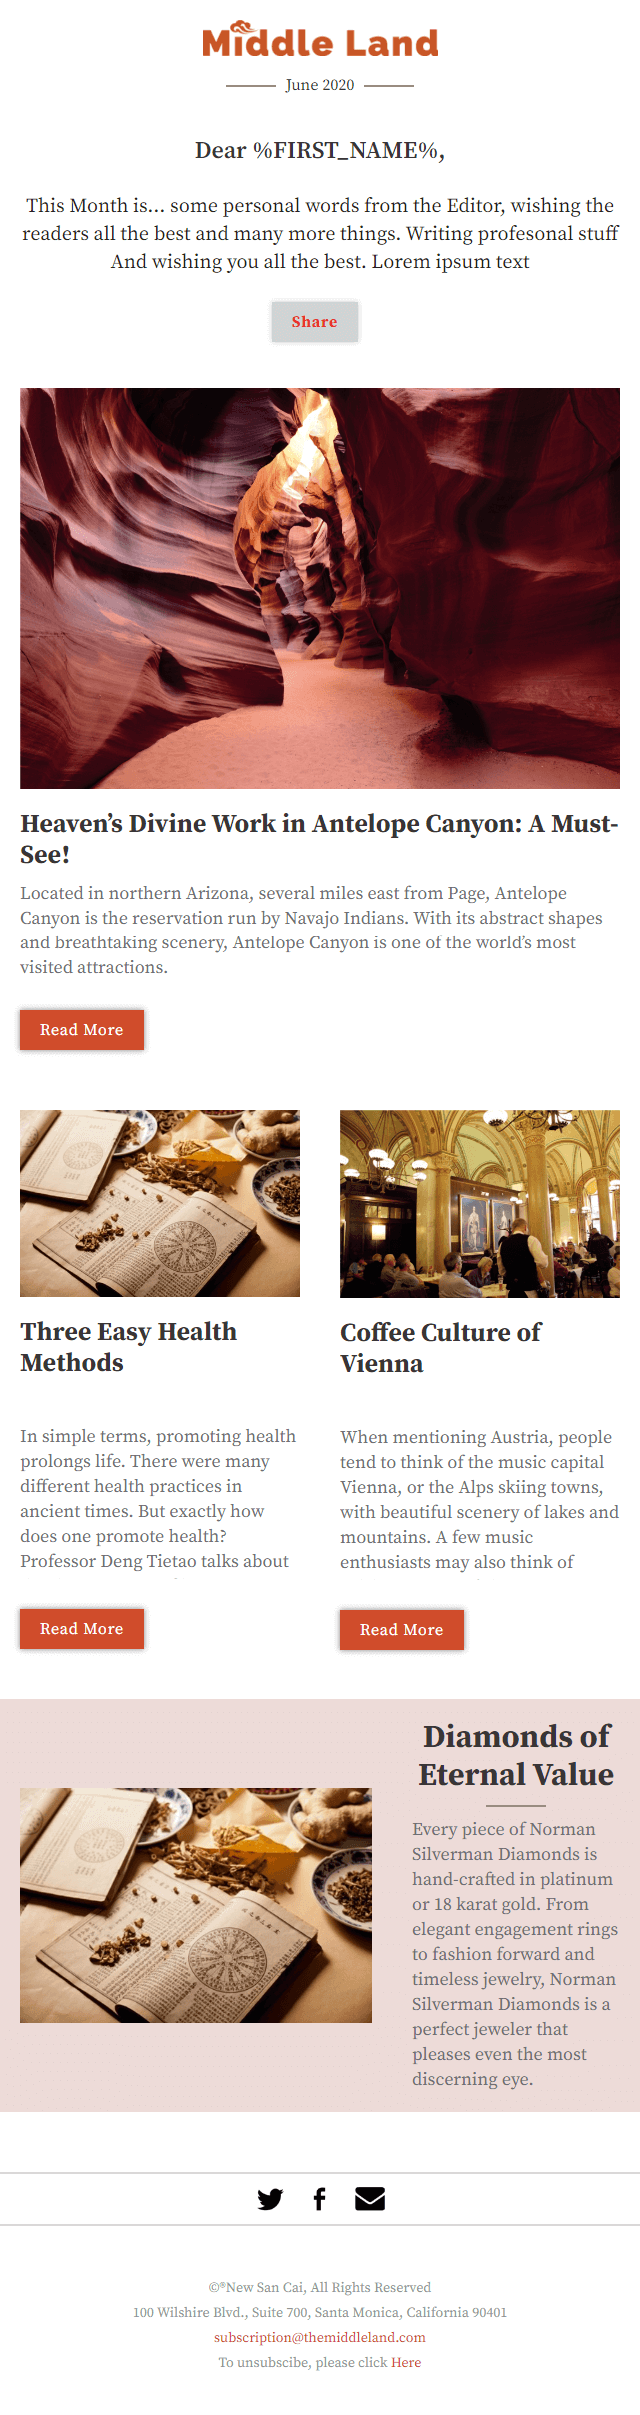 Middle Land
June 2020
Dear %FIRST_NAME%,
This Month is... some personal words from the Editor, wishing the
readers all the best and many more things. Writing profesonal stuff
And wishing you all the best. Lorem ipsum text
Share
Heaven’s Divine Work in Antelope Canyon: A Must-
See!
Located in northern Arizona, several miles east from Page, Antelope
Canyon is the reservation run by Navajo Indians. With its abstract shapes
and breathtaking scenery, Antelope Canyon is one of the world’s most
visited attractions.
Read More
Three Easy Health
Methods
In simple terms, promoting health
prolongs life. There were many
different health practices in
ancient times. But exactly how
does one promote health?
Professor Deng Tietao talks about
Read More
Coffee Culture of
Vienna
When mentioning Austria, people
tend to think of the music capital
Vienna, or the Alps skiing towns,
with beautiful scenery of lakes and
mountains. A few music
enthusiasts may also think of
Read More
Diamonds of
Eternal Value
Every piece of Norman
Silverman Diamonds is
hand-crafted in platinum
or 18 karat gold. From
elegant engagement rings
to fashion forward and
timeless jewelry, Norman
Silverman Diamonds is a
perfect jeweler that
pleases even the most
discerning eye.
©®New San Cai, All Rights Reserved
100 Wilshire Blvd., Suite 700, Santa Monica, California 90401
subscription@themiddleland.com
To unsubscibe, please click Here